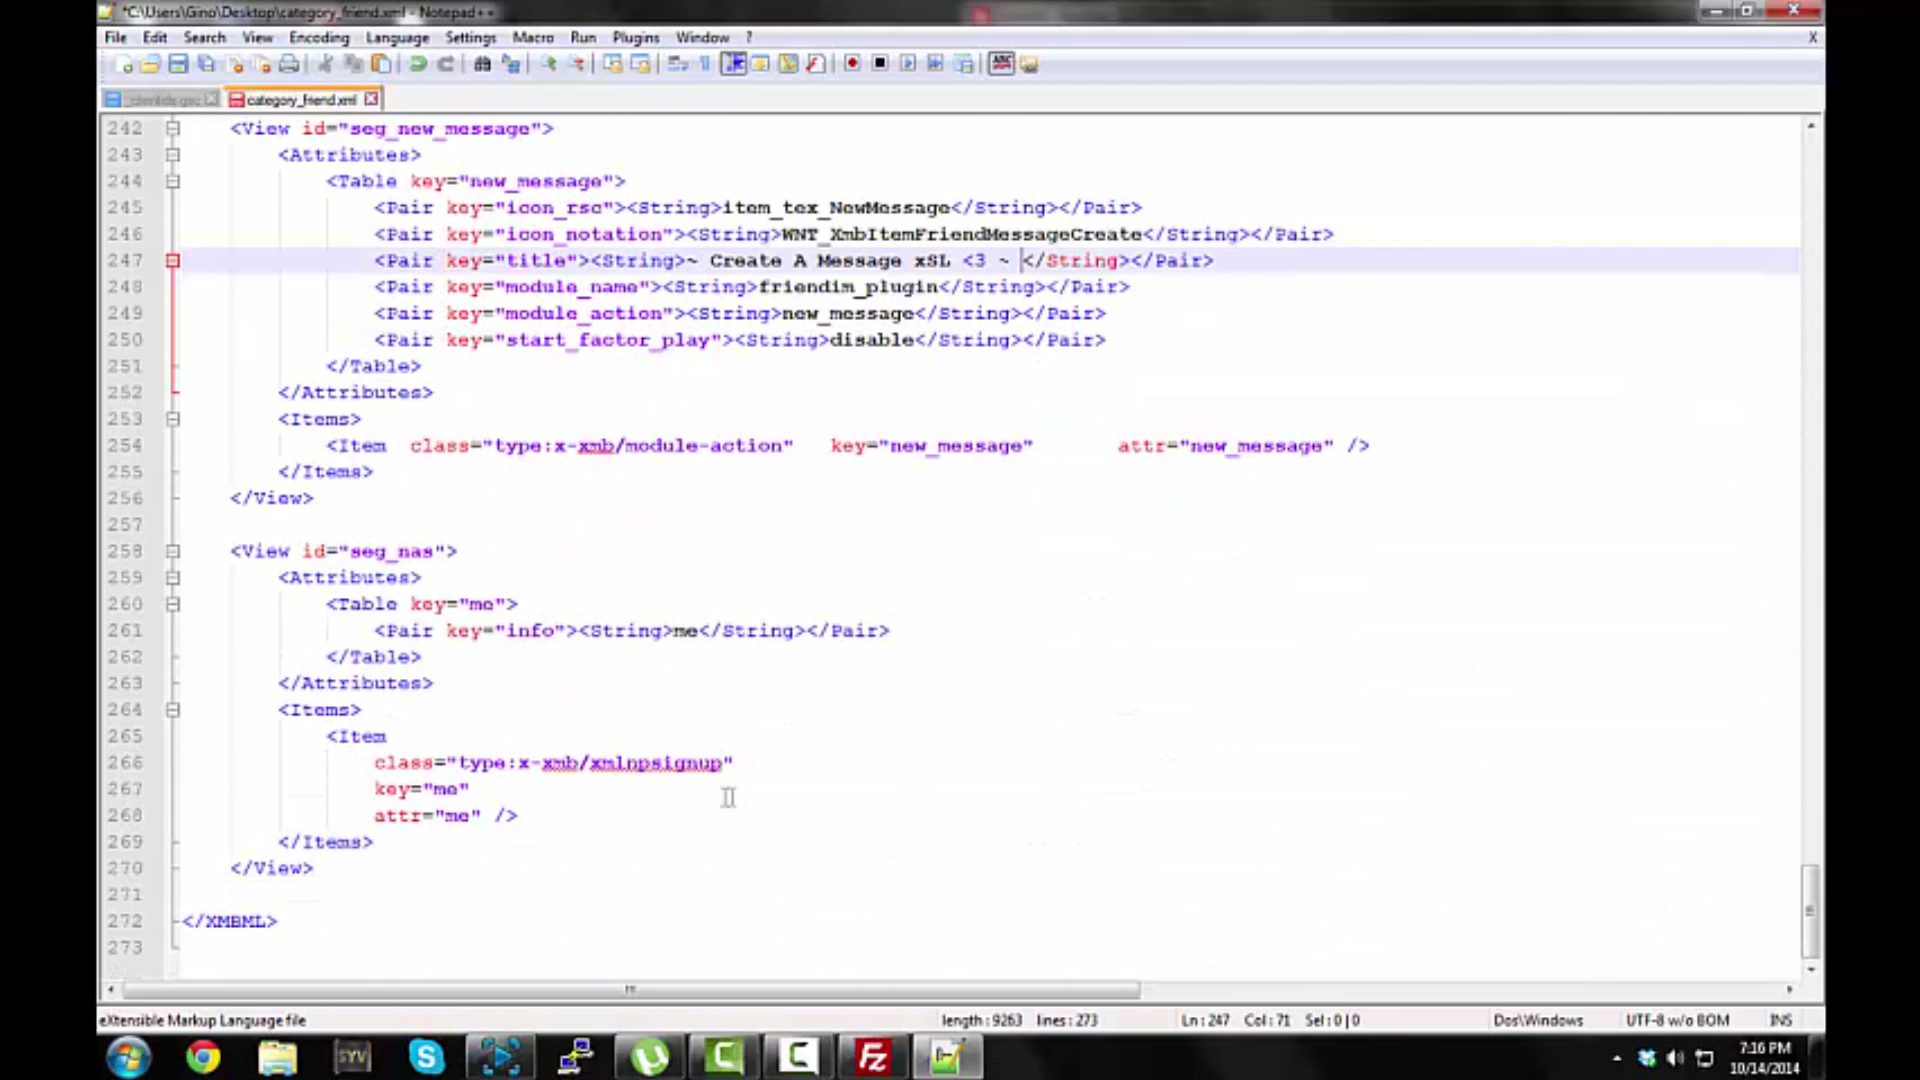 *C:\Users\Gino\Desktop\category_friend.xml - Notepad++
File Edit Search View Encoding Language Settings Macro Run Plugins Window ? X
category_friend.xml
242 <View id="seg_new_message">
243 <Attributes>
244 <Table key="new_message">
245 <Pair key="icon_rsc"><String>item_tex_NewMessage</String></Pair>
246 <Pair key="icon_notation"><String>WNT_XmbItemFriendMessageCreate</String></Pair>
247 <Pair key="title"><String>~ Create A Message xSL <3 ~ </String></Pair>
248 <Pair key="module_name"><String>friendim_plugin</String></Pair>
249 <Pair key="module_action"><String>new_message</String></Pair>
250 <Pair key="start_factor_play"><String>disable</String></Pair>
251 </Table>
252 </Attributes>
253 <Items>
254 <Item class="type:x-xmb/module-action" key="new_message" attr="new_message" />
255 </Items>
256 </View>
257
258 <View id="seg_nas">
259 <Attributes>
260 <Table key="me">
261 <Pair key="info"><String>me</String></Pair>
262 </Table>
263 </Attributes>
264 <Items>
265 <Item
266 class="type:x-xmb/xmlnpsignup"
267 key="me"
268 attr="me" />
269 </Items>
270 </View>
271
272 </XMBML>
273
eXtensible Markup Language file length : 9263 lines : 273 Ln : 247 Col : 71 Sel : 0 | 0 Dos\Windows UTF-8 w/o BOM INS
SYV
7:16 PM
10/14/2014